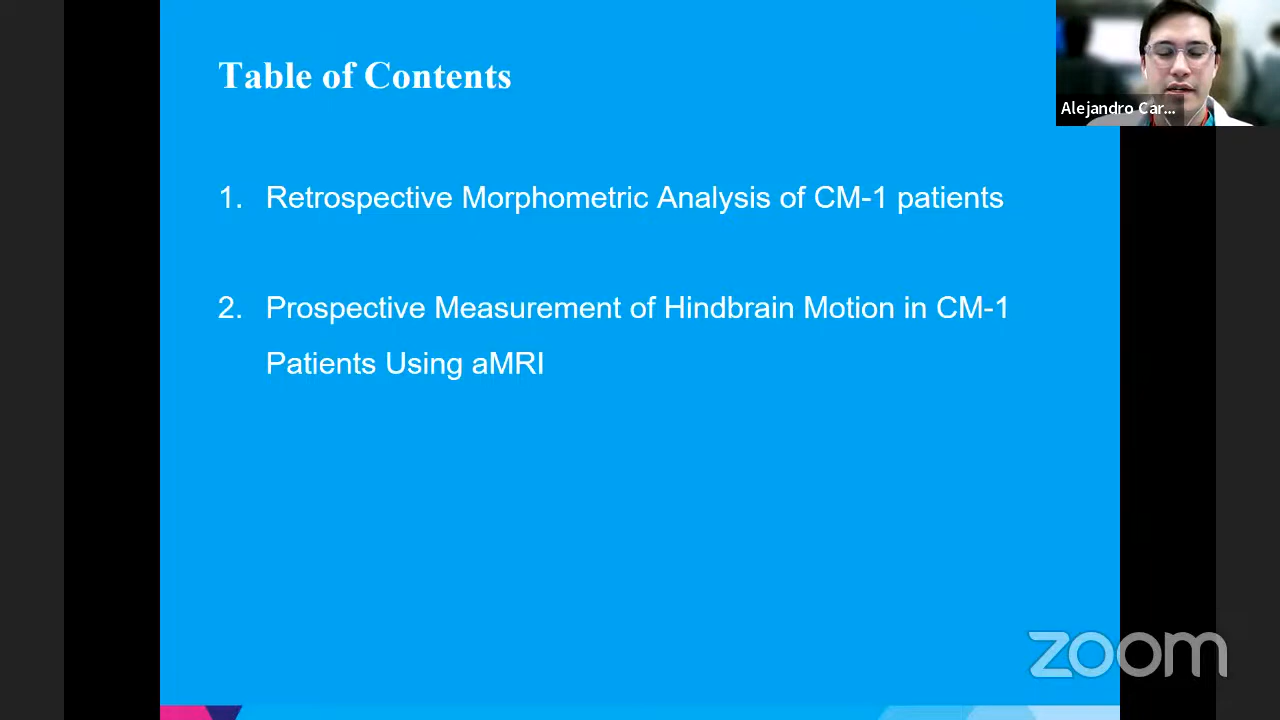 Table of Contents
Alejandro Car...
1. Retrospective Morphometric Analysis of CM-1 patients
2. Prospective Measurement of Hindbrain Motion in CM-1
Patients Using aMRI
zoom